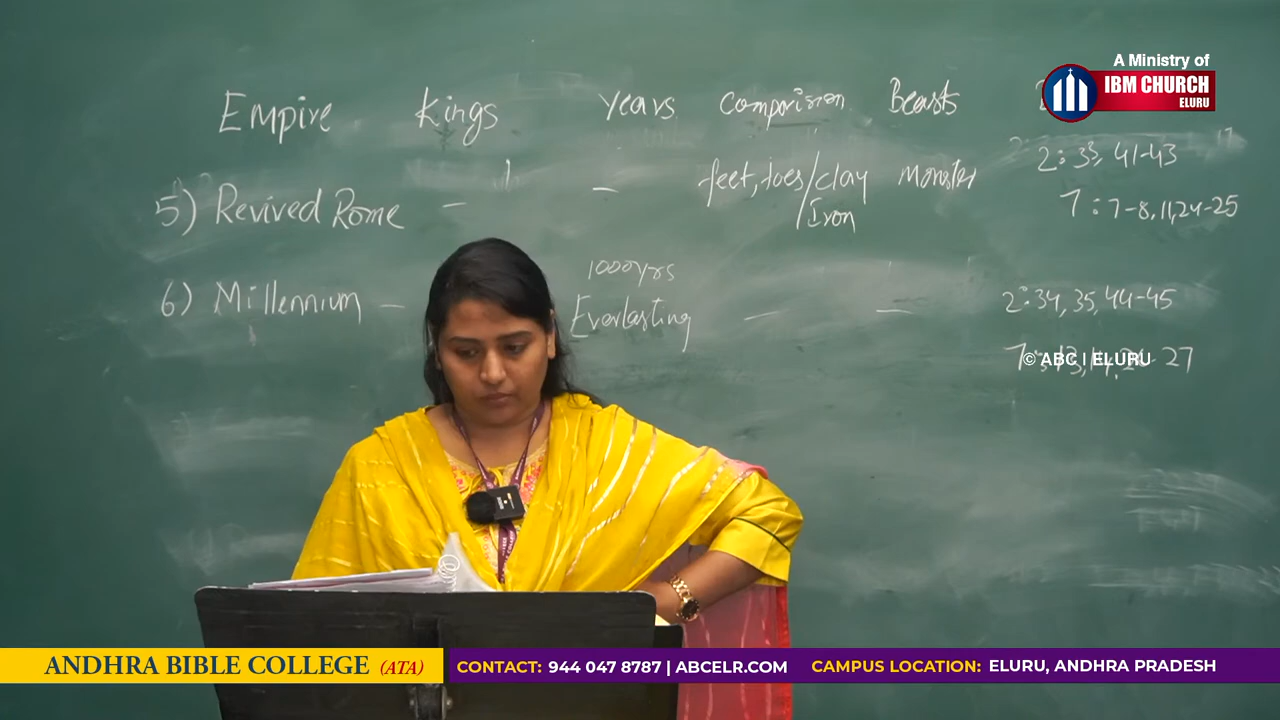 A Ministry of
IBM CHURCH
ELURU
Empire Kings Years Comparision Beasts
5) Revived Rome - - feet, toes/clay Monster 2:33, 41-43
/Iron 7:7-8,11,24-25
6) Millennium - 1000yrs
Everlasting - - 2:34,35,44-45
27
© ABC | ELURU
ANDHRA BIBLE COLLEGE (ATA)
CONTACT: 944 047 8787 | ABCELR.COM
CAMPUS LOCATION: ELURU, ANDHRA PRADESH